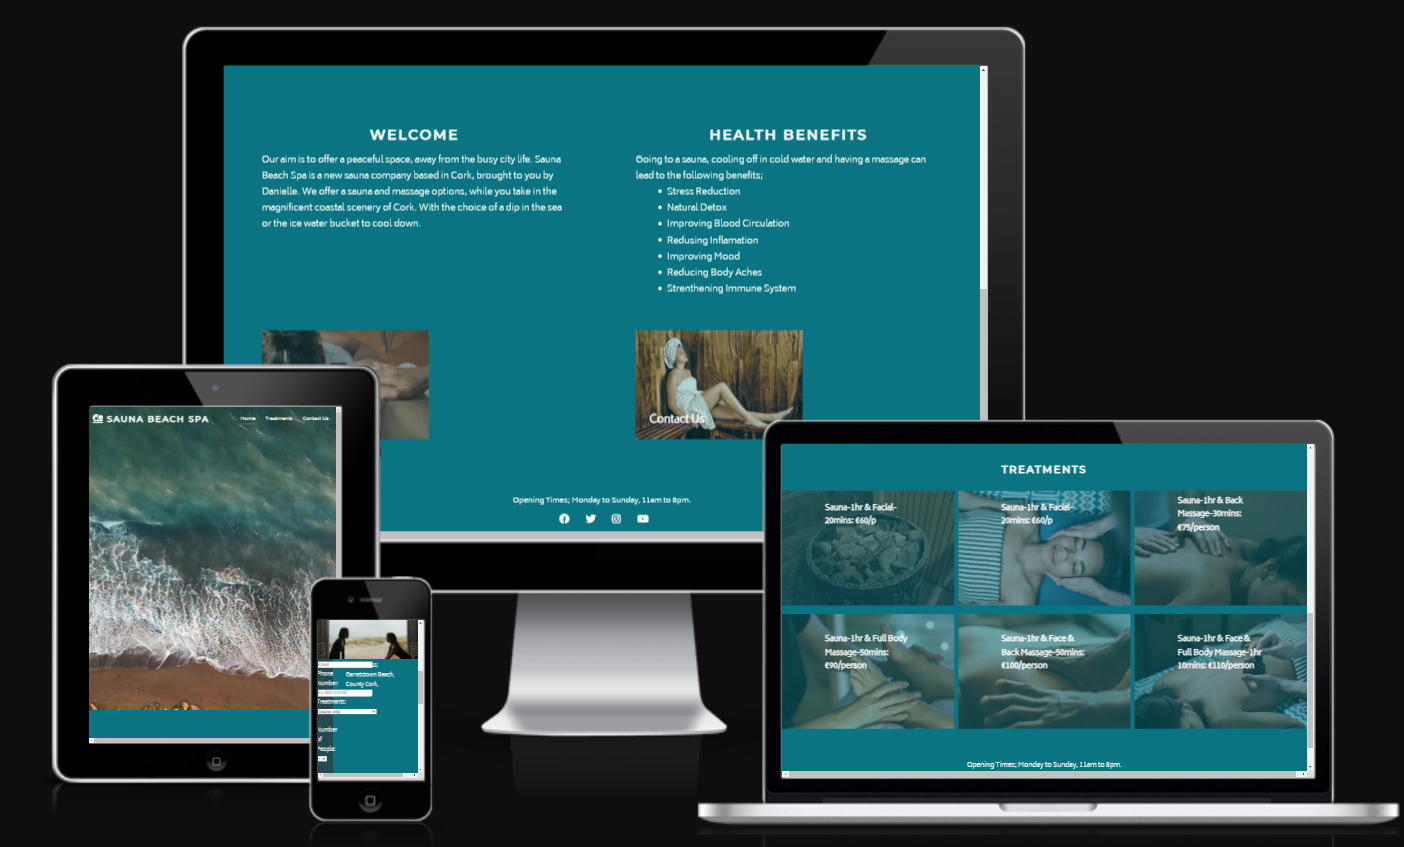 WELCOME
Our aim is to offer a peaceful space, away from the busy city life. Sauna
Beach Spa is a new sauna company based in Cork, brought to you by
Danielle. We offer a sauna and massage options, while you take in the
magnificent coastal scenery of Cork. With the choice of a dip in the sea
or the ice water bucket to cool down.
HEALTH BENEFITS
Going to a sauna, cooling off in cold water and having a massage can
lead to the following benefits;
• Stress Reduction
• Natural Detox
• Improving Blood Circulation
• Redusing Inflamation
• Improving Mood
• Reducing Body Aches
• Strenthening Immune System
Contact Us
Opening Times; Monday to Sunday, 11am to 8pm.
SAUNA BEACH SPA
Home Treatments Contact Us
Phone
Number:
Garretstown Beach,
County Cork,
Treatments:
Number
of
People:
TREATMENTS
Sauna-1hr & Facial-
20mins: €60/p
Sauna-1hr & Facial-
20mins: €60/p
Sauna-1hr & Back
Massage-30mins:
€75/person
Sauna-1hr & Full Body
Massage-50mins:
€90/person
Sauna-1hr & Face &
Back Massage-50mins:
€100/person
Sauna-1hr & Face &
Full Body Massage-1hr
10mins: €110/person
Opening Times; Monday to Sunday, 11am to 8pm.